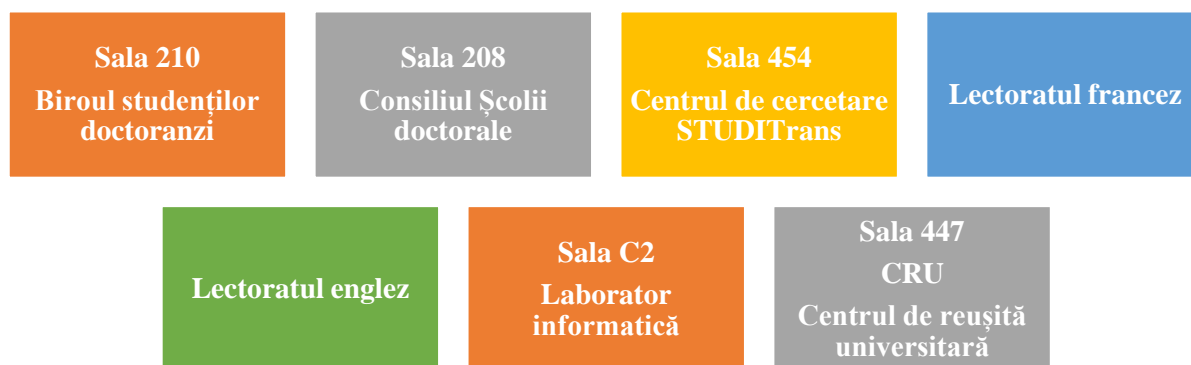 Sala 210
Biroul studenților
doctoranzi
Sala 208
Consiliul Școlii
doctorale
Sala 454
Centrul de cercetare
STUDITrans
Lectoratul francez
Lectoratul englez
Sala C2
Laborator
informatică
Sala 447
CRU
Centrul de reușită
universitară